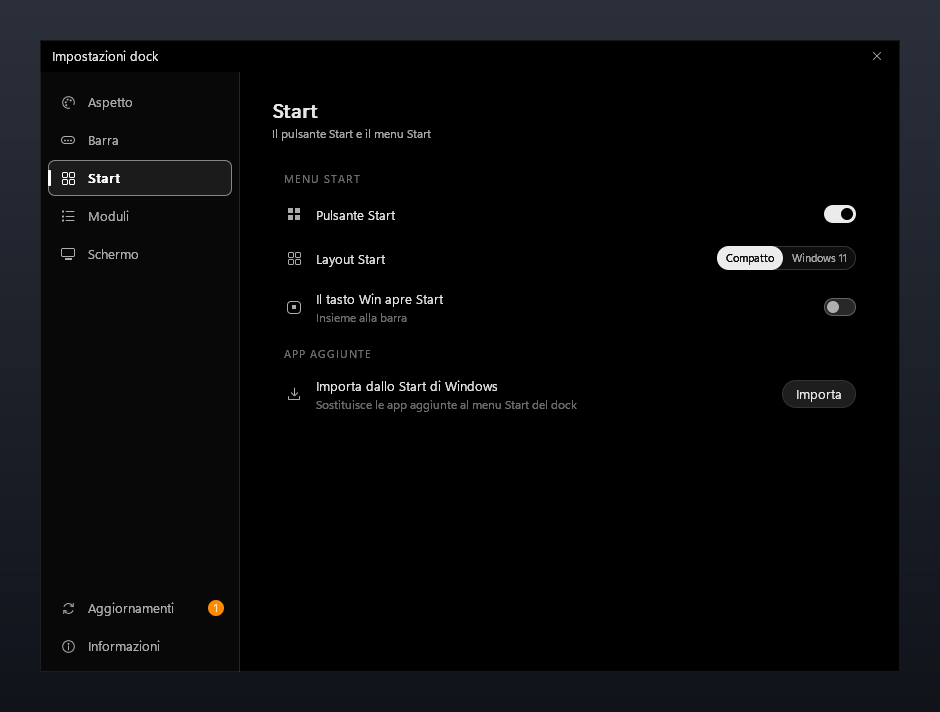 Impostazioni dock
Aspetto
Barra
Start
Moduli
Schermo
Aggiornamenti
1
Informazioni
Start
Il pulsante Start e il menu Start
MENU START
Pulsante Start
Layout Start
Compatto
Windows 11
Il tasto Win apre Start
Insieme alla barra
APP AGGIUNTE
Importa dallo Start di Windows
Sostituisce le app aggiunte al menu Start del dock
Importa